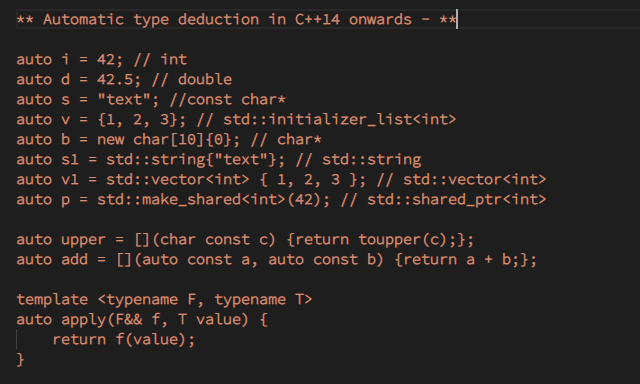 ** Automatic type deduction in C++14 onwards - **
auto i = 42; // int
auto d = 42.5; // double
auto s = "text"; //const char*
auto v = {1, 2, 3}; // std::initializer_list<int>
auto b = new char[10]{0}; // char*
auto s1 = std::string{"text"}; // std::string
auto v1 = std::vector<int> { 1, 2, 3 }; // std::vector<int>
auto p = std::make_shared<int>(42); // std::shared_ptr<int>
auto upper = [](char const c) {return toupper(c);};
auto add = [](auto const a, auto const b) {return a + b;};
template <typename F, typename T>
auto apply(F&& f, T value) {
    return f(value);
}